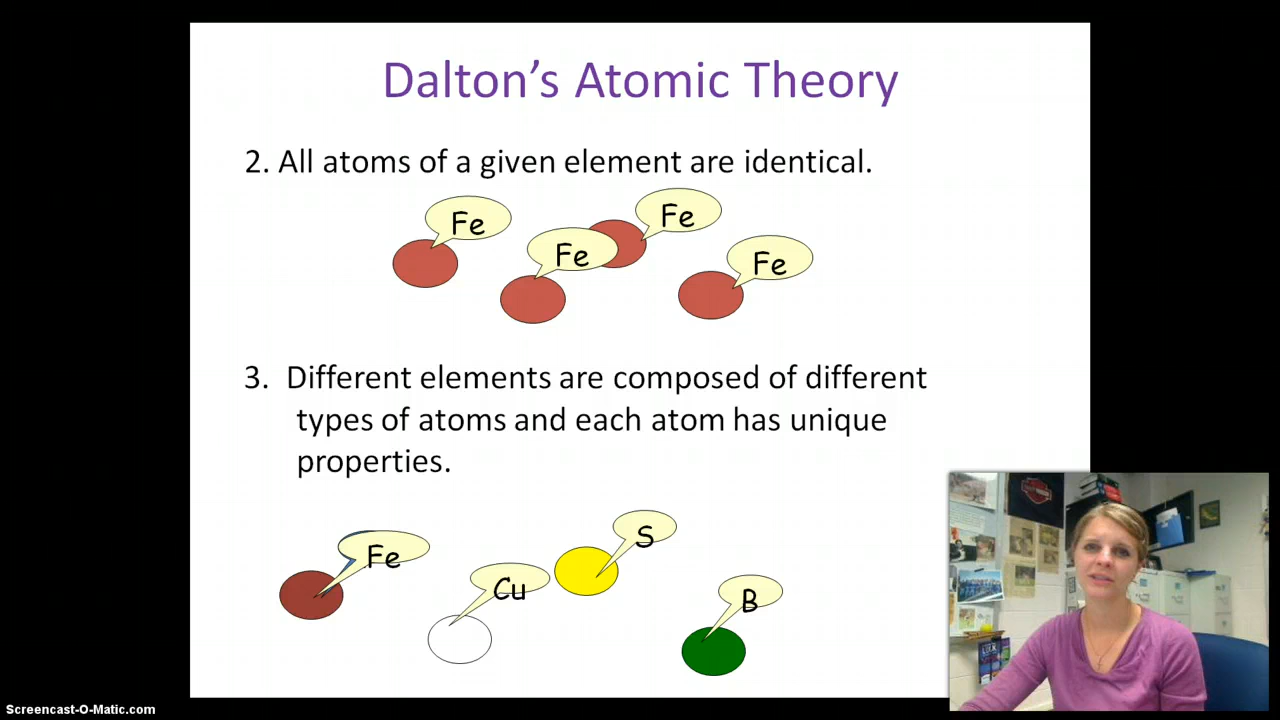 Dalton's Atomic Theory
2. All atoms of a given element are identical.
Fe
Fe
Fe
Fe
3. Different elements are composed of different
types of atoms and each atom has unique
properties.
Fe
Cu
S
B
Screencast-O-Matic.com